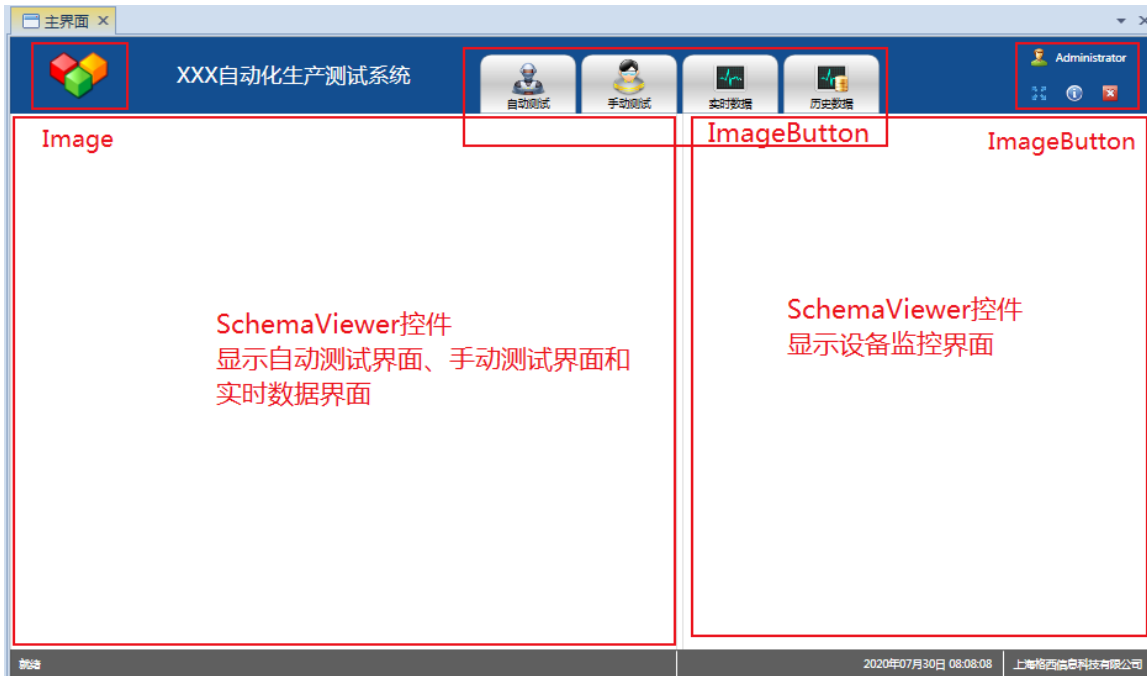 主界面
XXX自动化生产测试系统
自动测试
手动测试
实时数据
历史数据
Administrator
Image
ImageButton
ImageButton
SchemaViewer控件
显示自动测试界面、手动测试界面和
实时数据界面
SchemaViewer控件
显示设备监控界面
就绪
2020年07月30日 08:08:08
上海格西信息科技有限公司